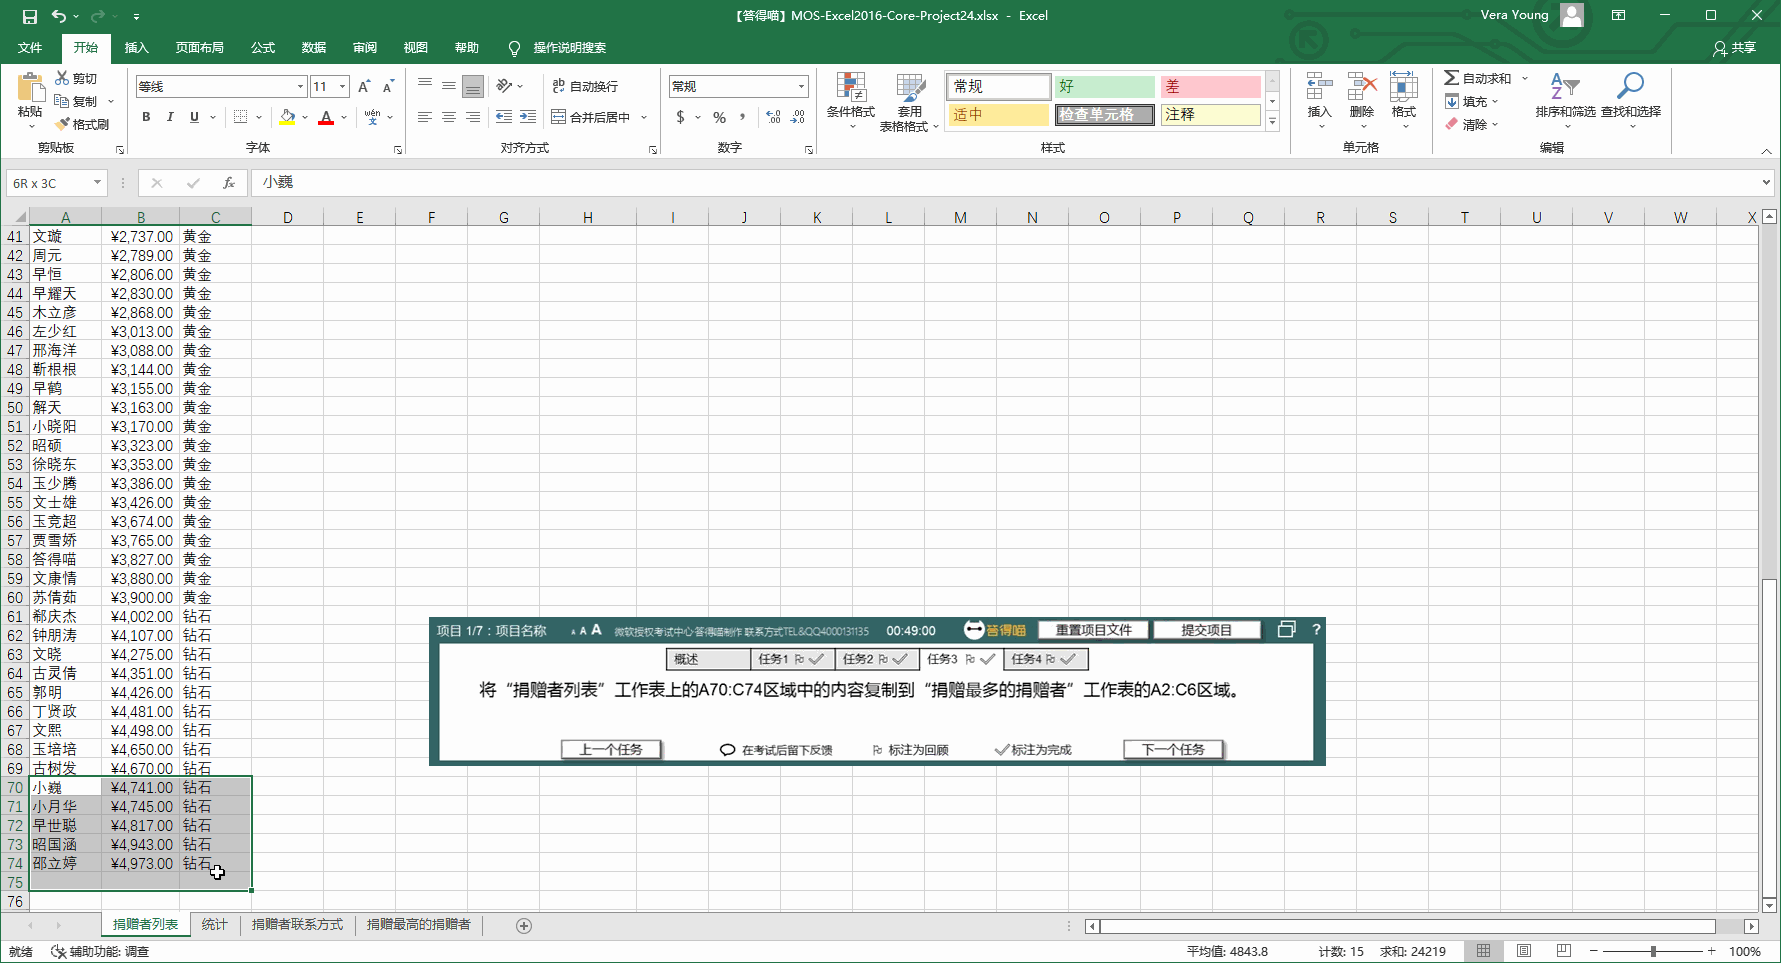 【答得喵】MOS-Excel2016-Core-Project24.xlsx - Excel
Vera Young
文件 开始 插入 页面布局 公式 数据 审阅 视图 帮助 操作说明搜索 共享
粘贴 剪切 复制 格式刷 剪贴板
等线 11 A A B I U A wén 文 字体
ab 自动换行 合并后居中 对齐方式
常规 $ % , .00 数字
条件格式 套用表格格式 常规 好 差 适中 检查单元格 注释 样式
插入 删除 格式 单元格
自动求和 填充 清除 排序和筛选 查找和选择 编辑
6R x 3C fx 小巍
A B C D E F G H I J K L M N O P Q R S T U V W X
41 文璇 ¥2,737.00 黄金
42 周元 ¥2,789.00 黄金
43 早恒 ¥2,806.00 黄金
44 早耀天 ¥2,830.00 黄金
45 木立彦 ¥2,868.00 黄金
46 左少红 ¥3,013.00 黄金
47 邢海洋 ¥3,088.00 黄金
48 靳根根 ¥3,144.00 黄金
49 早鹤 ¥3,155.00 黄金
50 解天 ¥3,163.00 黄金
51 小晓阳 ¥3,170.00 黄金
52 昭硕 ¥3,323.00 黄金
53 徐晓东 ¥3,353.00 黄金
54 玉少腾 ¥3,386.00 黄金
55 文士雄 ¥3,426.00 黄金
56 玉竞超 ¥3,674.00 黄金
57 贾雪娇 ¥3,765.00 黄金
58 答得喵 ¥3,827.00 黄金
59 文康情 ¥3,880.00 黄金
60 苏倩茹 ¥3,900.00 黄金
61 郗庆杰 ¥4,002.00 钻石
62 钟朋涛 ¥4,107.00 钻石
63 文晓 ¥4,275.00 钻石
64 古灵倩 ¥4,351.00 钻石
65 郭明 ¥4,426.00 钻石
66 丁贤政 ¥4,481.00 钻石
67 文熙 ¥4,498.00 钻石
68 玉培培 ¥4,650.00 钻石
69 古树发 ¥4,670.00 钻石
70 小巍 ¥4,741.00 钻石
71 小月华 ¥4,745.00 钻石
72 早世聪 ¥4,817.00 钻石
73 昭国涵 ¥4,943.00 钻石
74 邵立婷 ¥4,973.00 钻石
75
76
项目 1/7：项目名称 A A A 微软授权考试中心·答得喵制作 联系方式TEL&QQ4000131135 00:49:00 答得喵 重置项目文件 提交项目 ?
概述 任务1 任务2 任务3 任务4
将“捐赠者列表”工作表上的A70:C74区域中的内容复制到“捐赠最多的捐赠者”工作表的A2:C6区域。
上一个任务 在考试后留下反馈 标注为回顾 标注为完成 下一个任务
捐赠者列表 统计 捐赠者联系方式 捐赠最高的捐赠者
就绪 辅助功能: 调查 平均值: 4843.8 计数: 15 求和: 24219 100%